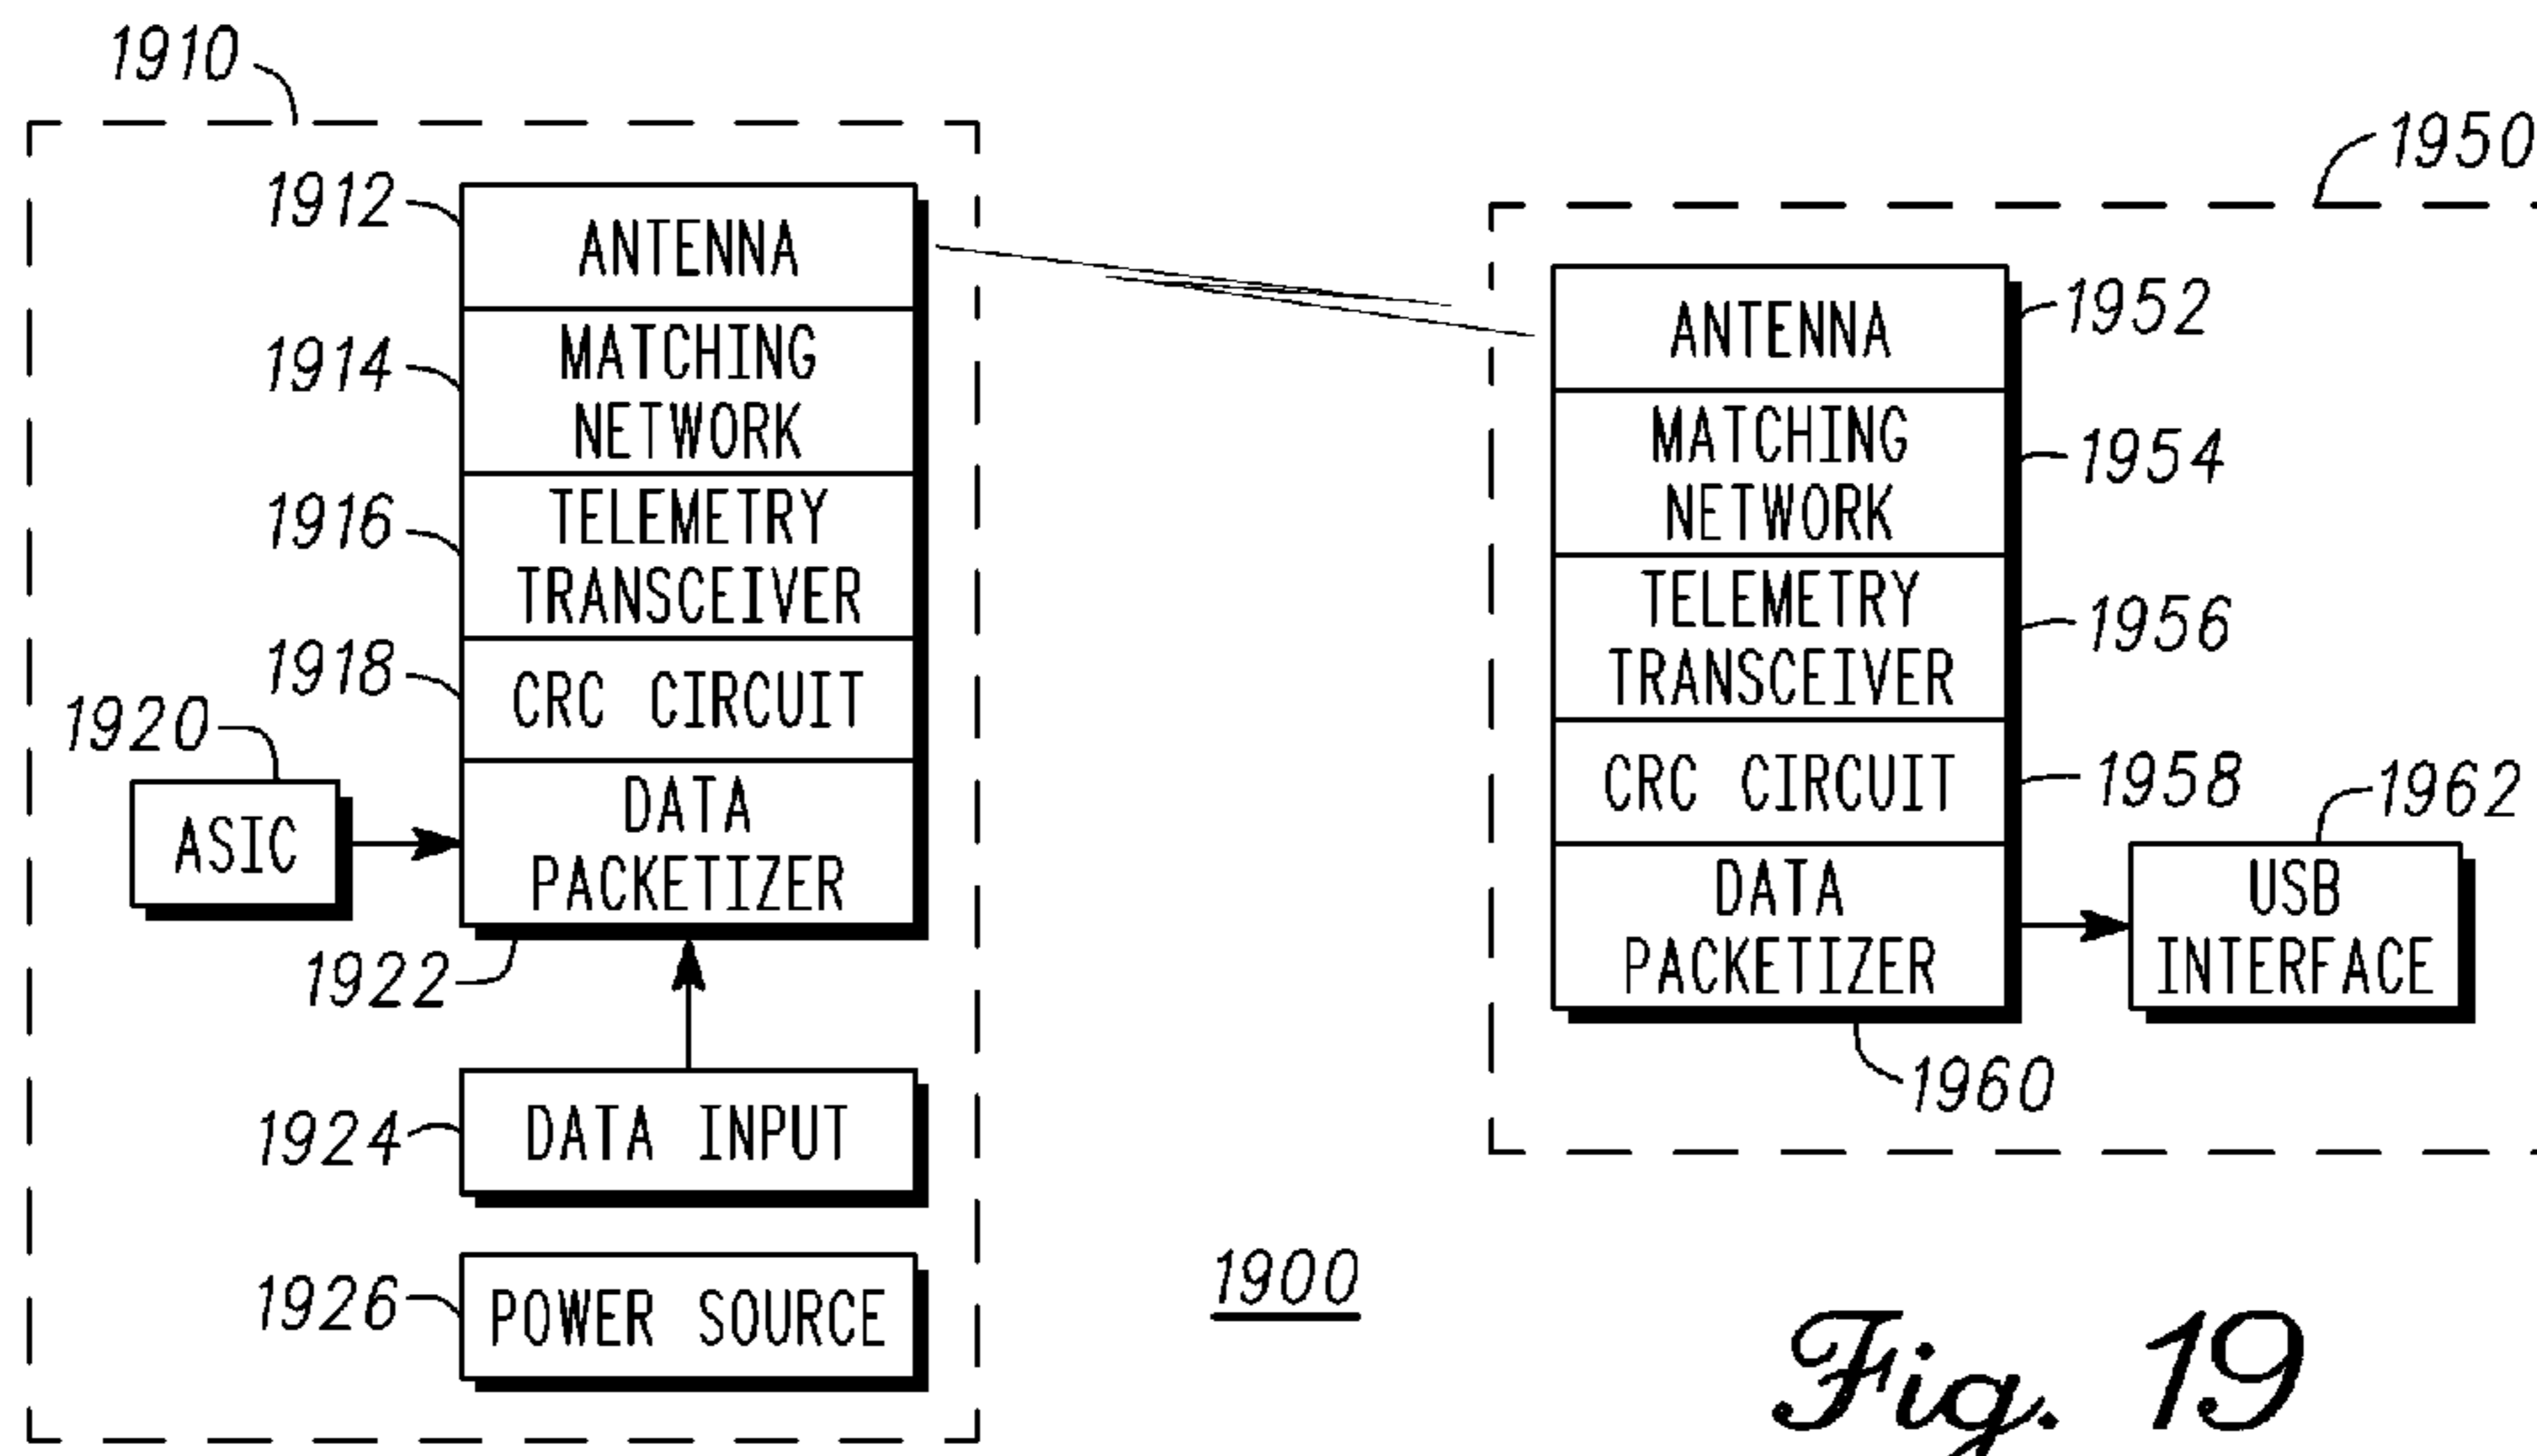 1910
1912
ANTENNA
1914
MATCHING
NETWORK
1916
TELEMETRY
TRANSCEIVER
1918
CRC CIRCUIT
1920
ASIC
DATA
PACKETIZER
1922
1924
DATA INPUT
1926
POWER SOURCE
1950
ANTENNA
1952
MATCHING
NETWORK
1954
TELEMETRY
TRANSCEIVER
1956
CRC CIRCUIT
1958
DATA
PACKETIZER
1960
1962
USB
INTERFACE
1900
Fig. 19